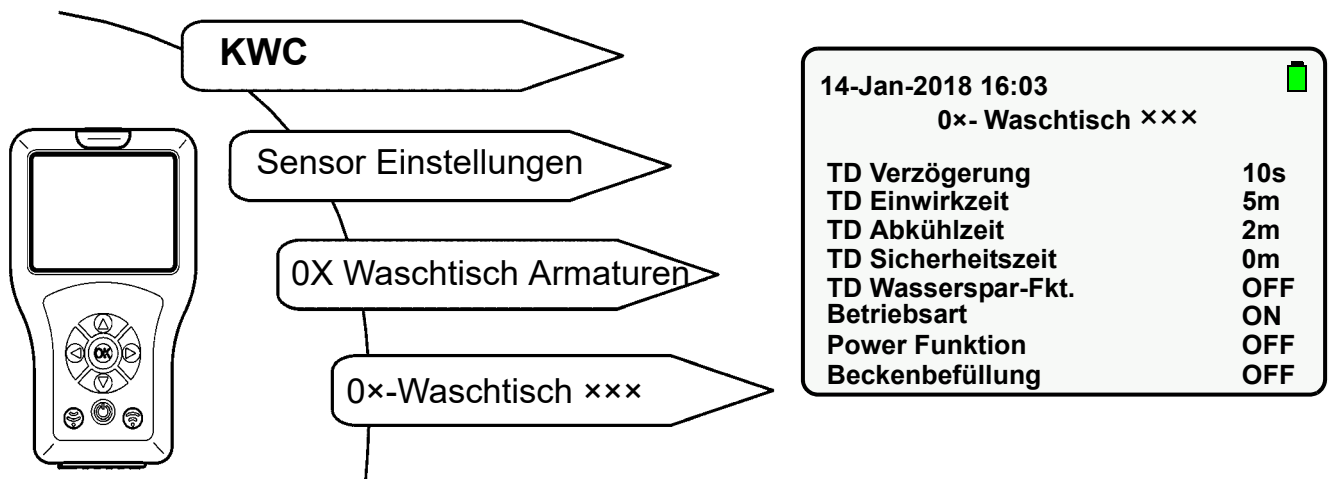 KWC
Sensor Einstellungen
0X Waschtisch Armaturen
0×-Waschtisch ×××
OK
14-Jan-2018 16:03
0×- Waschtisch ×××
TD Verzögerung 10s
TD Einwirkzeit 5m
TD Abkühlzeit 2m
TD Sicherheitszeit 0m
TD Wasserspar-Fkt. OFF
Betriebsart ON
Power Funktion OFF
Beckenbefüllung OFF